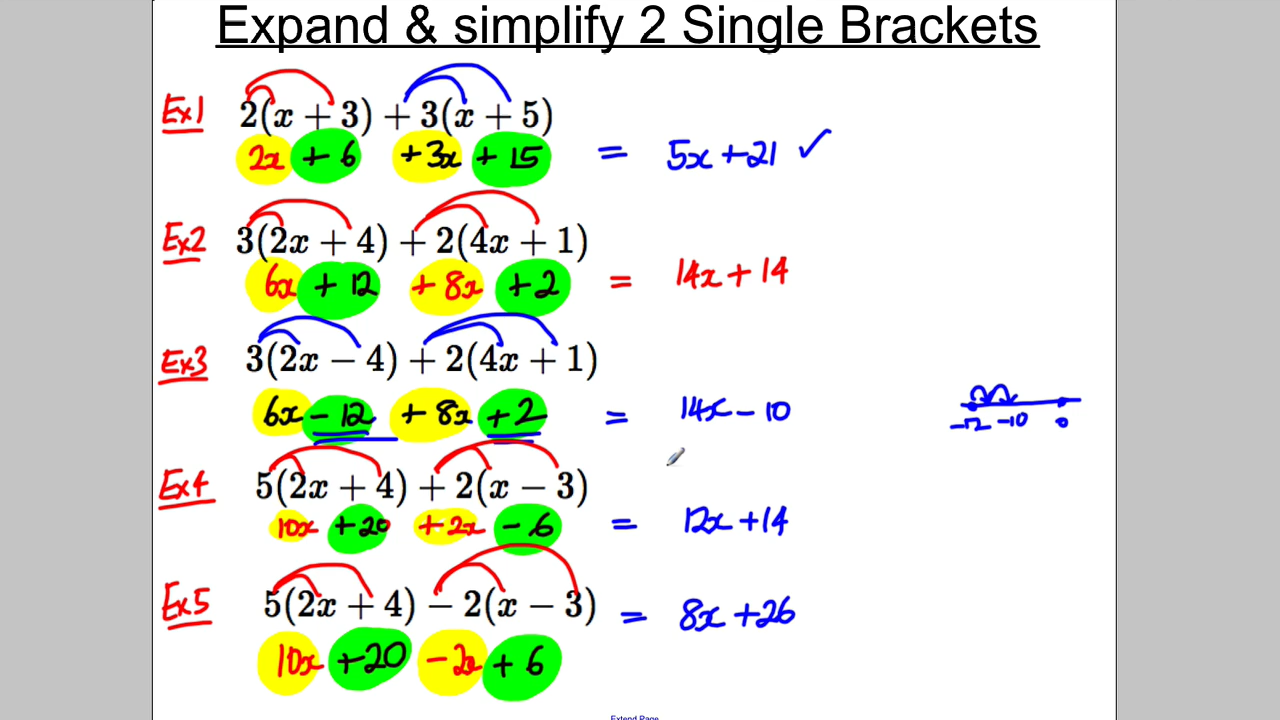 Expand & simplify 2 Single Brackets
Ex1 2(x + 3) + 3(x + 5)
2x + 6 + 3x + 15 = 5x + 21 ✓
Ex2 3(2x + 4) + 2(4x + 1)
6x + 12 + 8x + 2 = 14x + 14
Ex3 3(2x − 4) + 2(4x + 1)
6x − 12 + 8x + 2 = 14x − 10
−12 −10 0
Ex4 5(2x + 4) + 2(x − 3)
10x + 20 + 2x − 6 = 12x + 14
Ex5 5(2x + 4) − 2(x − 3) = 8x + 26
10x + 20 − 2x + 6
Extend Page